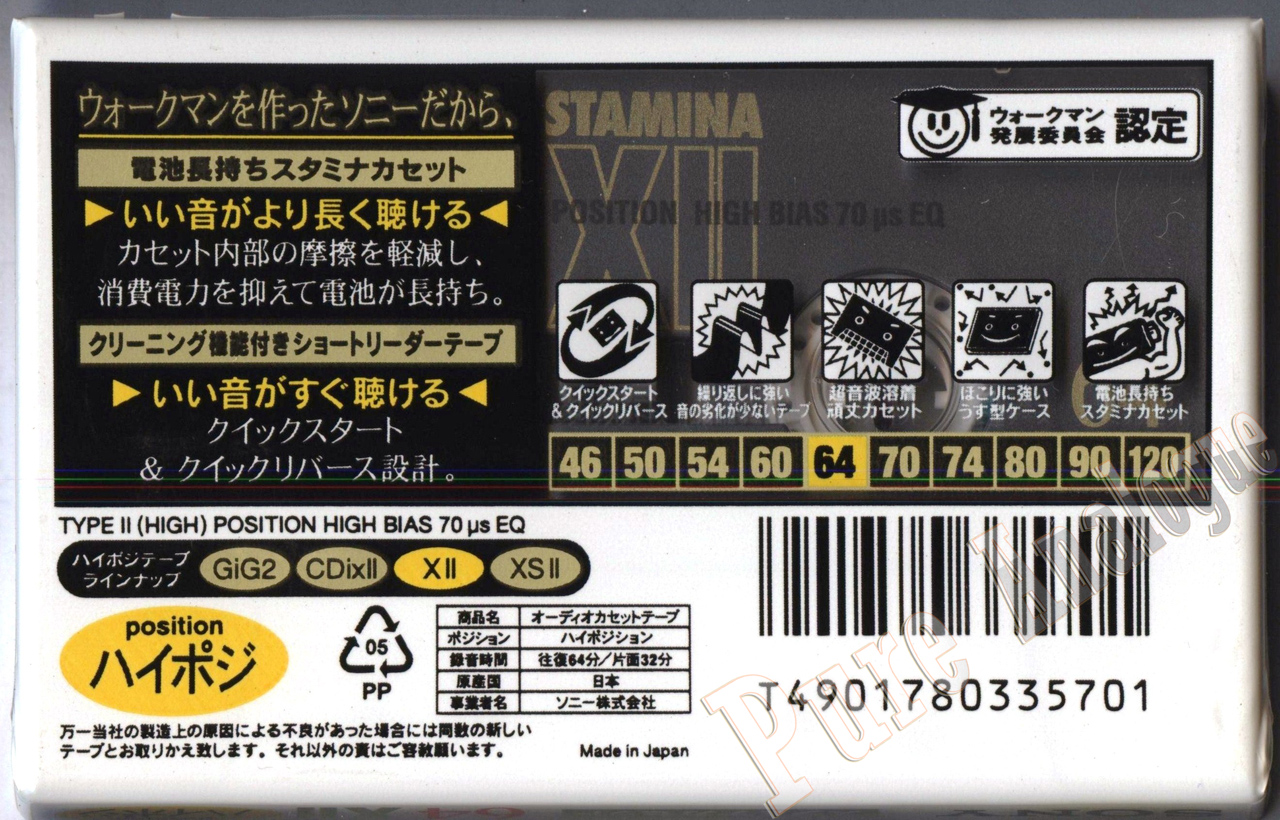 ウォークマンを作ったソニーだから、
電池長持ちスタミナカセット
いい音がより長く聴ける
カセット内部の摩擦を軽減し、
消費電力を抑えて電池が長持ち。
クリーニング機能付きショートリーダーテープ
いい音がすぐ聴ける
クイックスタート
& クイックリバース設計。
STAMINA
XII
POSITION HIGH BIAS 70 μs EQ
ウォークマン
発展委員会 認定
クイックスタート
& クイックリバース
繰り返しに強い
音の劣化が少ないテープ
超音波溶着
頑丈カセット
ほこりに強い
うす型ケース
電池長持ち
スタミナカセット
46 50 54 60 64 70 74 80 90 120
TYPE II (HIGH) POSITION HIGH BIAS 70 μs EQ
ハイポジテープ
ラインナップ
GiG2 CDixII XII XSII
position
ハイポジ
05
PP
商品名 オーディオカセットテープ
ポジション ハイポジション
録音時間 往復64分/片面32分
原産国 日本
事業者名 ソニー株式会社
T4901780335701
万一当社の製造上の原因による不良があった場合には同数の新しい
テープとお取りかえ致します。それ以外の責はご容赦願います。
Made in Japan
Pure Analogue